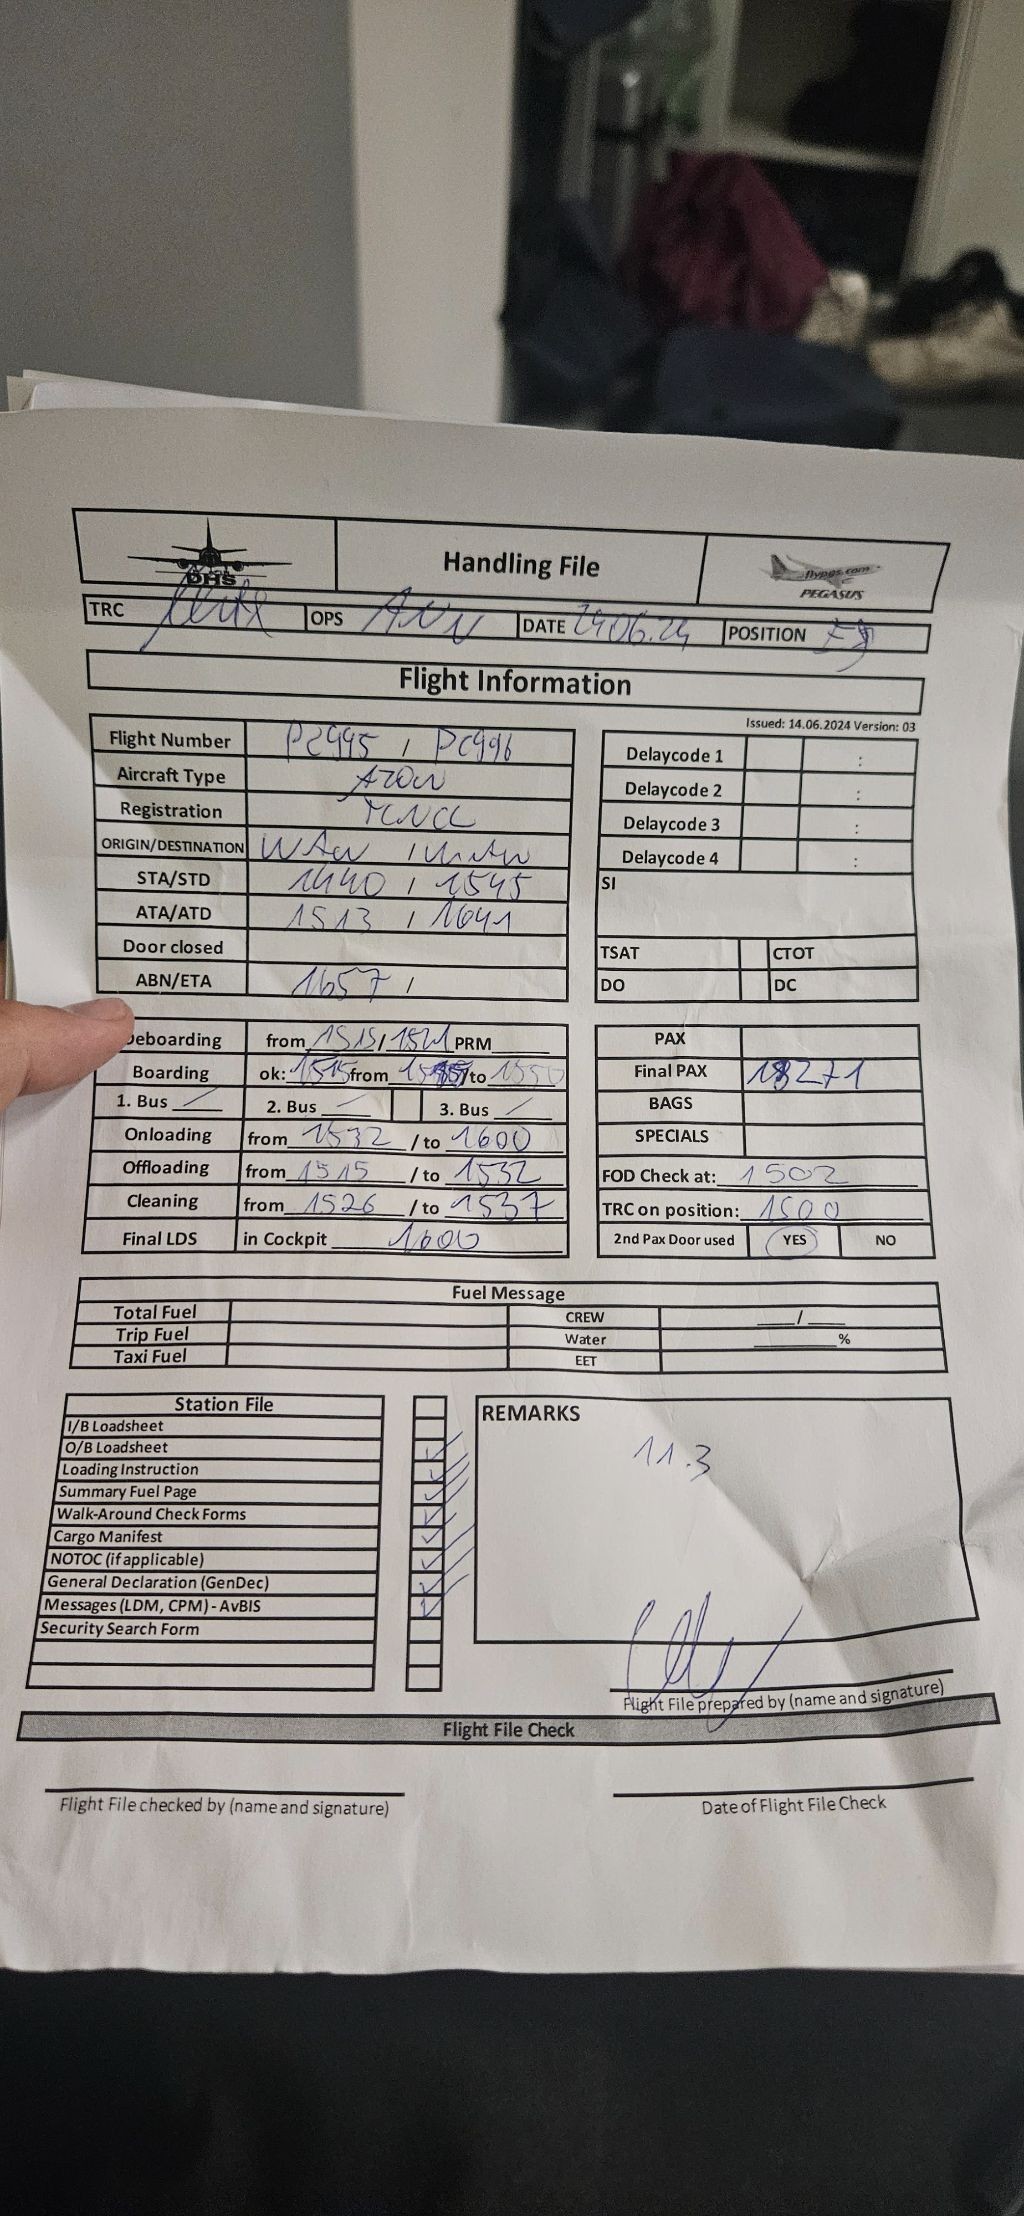 DHS
Handling File
flypgs.com
PEGASUS
TRC OPS DATE POSITION
Flight Information
Issued: 14.06.2024 Version: 03
Flight Number / PC996
Aircraft Type
Registration
ORIGIN/DESTINATION
STA/STD 1440 / 1545
ATA/ATD 1513 / 1641
Door closed
ABN/ETA 1657 /
Delaycode 1 :
Delaycode 2 :
Delaycode 3 :
Delaycode 4 :
SI
TSAT CTOT
DO DC
Deboarding from 1515 / 1521 PRM
Boarding ok: 1515 from /to 1550
1. Bus 2. Bus 3. Bus
Onloading from 1532 / to 1600
Offloading from 1515 / to 1532
Cleaning from 1526 / to 1537
Final LDS in Cockpit 1600
PAX
Final PAX
BAGS
SPECIALS
FOD Check at: 1502
TRC on position: 1500
2nd Pax Door used YES NO
Fuel Message
Total Fuel CREW /
Trip Fuel Water %
Taxi Fuel EET
Station File
I/B Loadsheet
O/B Loadsheet
Loading Instruction
Summary Fuel Page
Walk-Around Check Forms
Cargo Manifest
NOTOC (if applicable)
General Declaration (GenDec)
Messages (LDM, CPM) - AvBIS
Security Search Form
REMARKS
11.3
Flight File prepared by (name and signature)
Flight File Check
Flight File checked by (name and signature)
Date of Flight File Check